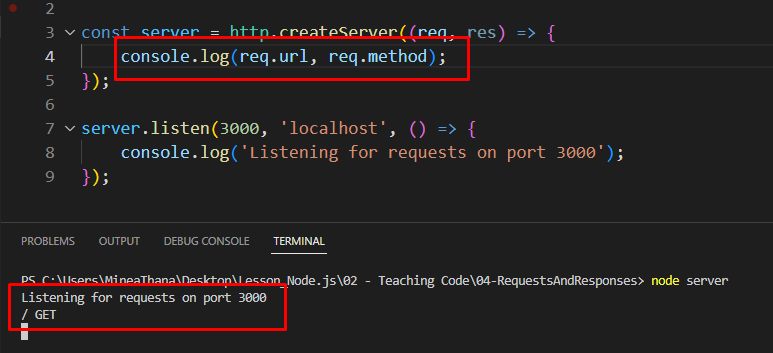 2
3 const server = http.createServer((req, res) => {
4 console.log(req.url, req.method);
5 });
6
7 server.listen(3000, 'localhost', () => {
8 console.log('Listening for requests on port 3000');
9 });
PROBLEMS OUTPUT DEBUG CONSOLE TERMINAL
PS C:\Users\MineaThana\Desktop\Lesson_Node.js\02 - Teaching Code\04-RequestsAndResponses> node server
Listening for requests on port 3000
/ GET